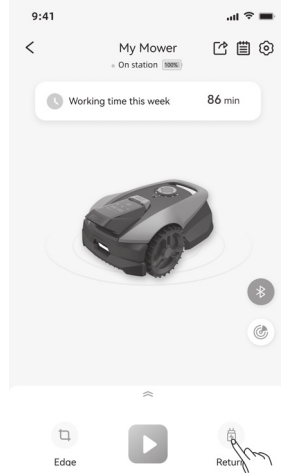 9:41
My Mower
On station 100%
Working time this week 86 min
Edge
Return